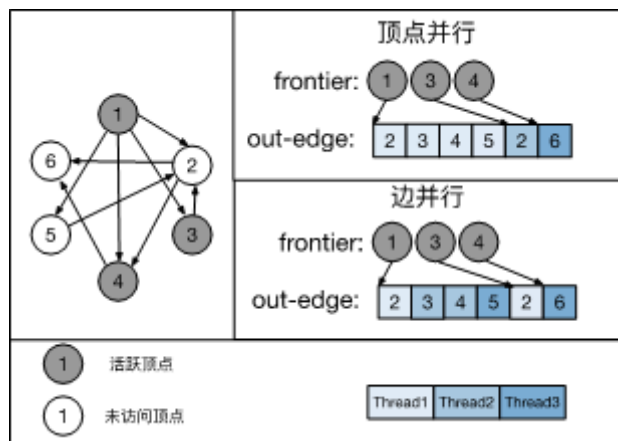 1
6
2
5
3
4
顶点并行
frontier: 1 3 4
out-edge: 2 3 4 5 2 6
边并行
frontier: 1 3 4
out-edge: 2 3 4 5 2 6
1 活跃顶点
1 未访问顶点
Thread1 Thread2 Thread3